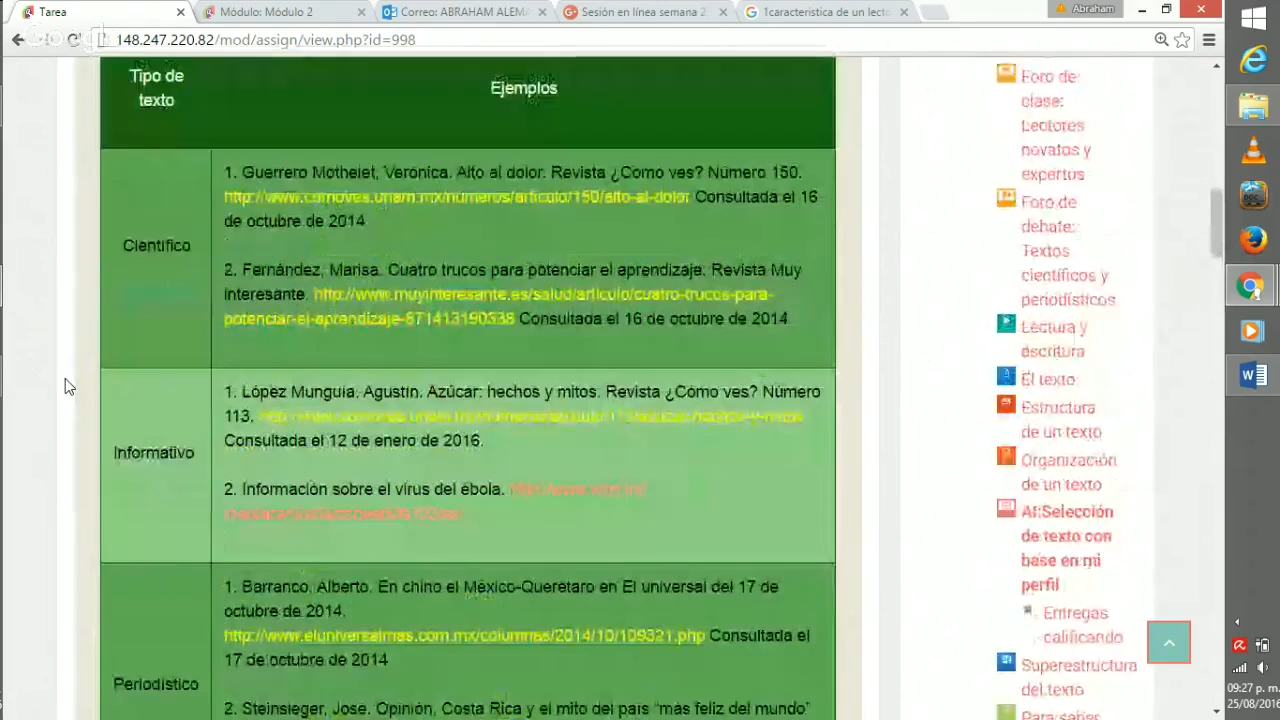 Tarea
Módulo: Módulo 2
Correo: ABRAHAM ALEMA
Sesión en línea semana 2
1característica de un lecto
Abraham
148.247.220.82/mod/assign/view.php?id=998
Tipo de
texto
Ejemplos
Científico
1. Guerrero Mothelet, Verónica. Alto al dolor. Revista ¿Cómo ves? Número 150.
http://www.comoves.unam.mx/numeros/articulo/150/alto-al-dolor Consultada el 16
de octubre de 2014
2. Fernández, Marisa. Cuatro trucos para potenciar el aprendizaje. Revista Muy
Interesante. http://www.muyinteresante.es/salud/articulo/cuatro-trucos-para-
potenciar-el-aprendizaje-871413190338 Consultada el 16 de octubre de 2014
Informativo
1. López Munguía, Agustín. Azúcar: hechos y mitos. Revista ¿Cómo ves? Número
113.
Consultada el 12 de enero de 2016.
2. Información sobre el virus del ébola.
Periodístico
1. Barranco, Alberto. En chino el México-Querétaro en El universal del 17 de
octubre de 2014.
http://www.eluniversalmas.com.mx/columnas/2014/10/109321.php Consultada el
17 de octubre de 2014
2. Steinsleger, José. Opinión, Costa Rica y el mito del país "más feliz del mundo"
Foro de
clase:
Lectores
novatos y
expertos
Foro de
debate:
Textos
científicos y
periodísticos
Lectura y
escritura
El texto
Estructura
de un texto
Organización
de un texto
AI:Selección
de texto con
base en mi
perfil
Entregas
calificando
Superestructura
del texto
Para saber
09:27 p. m.
25/08/2016